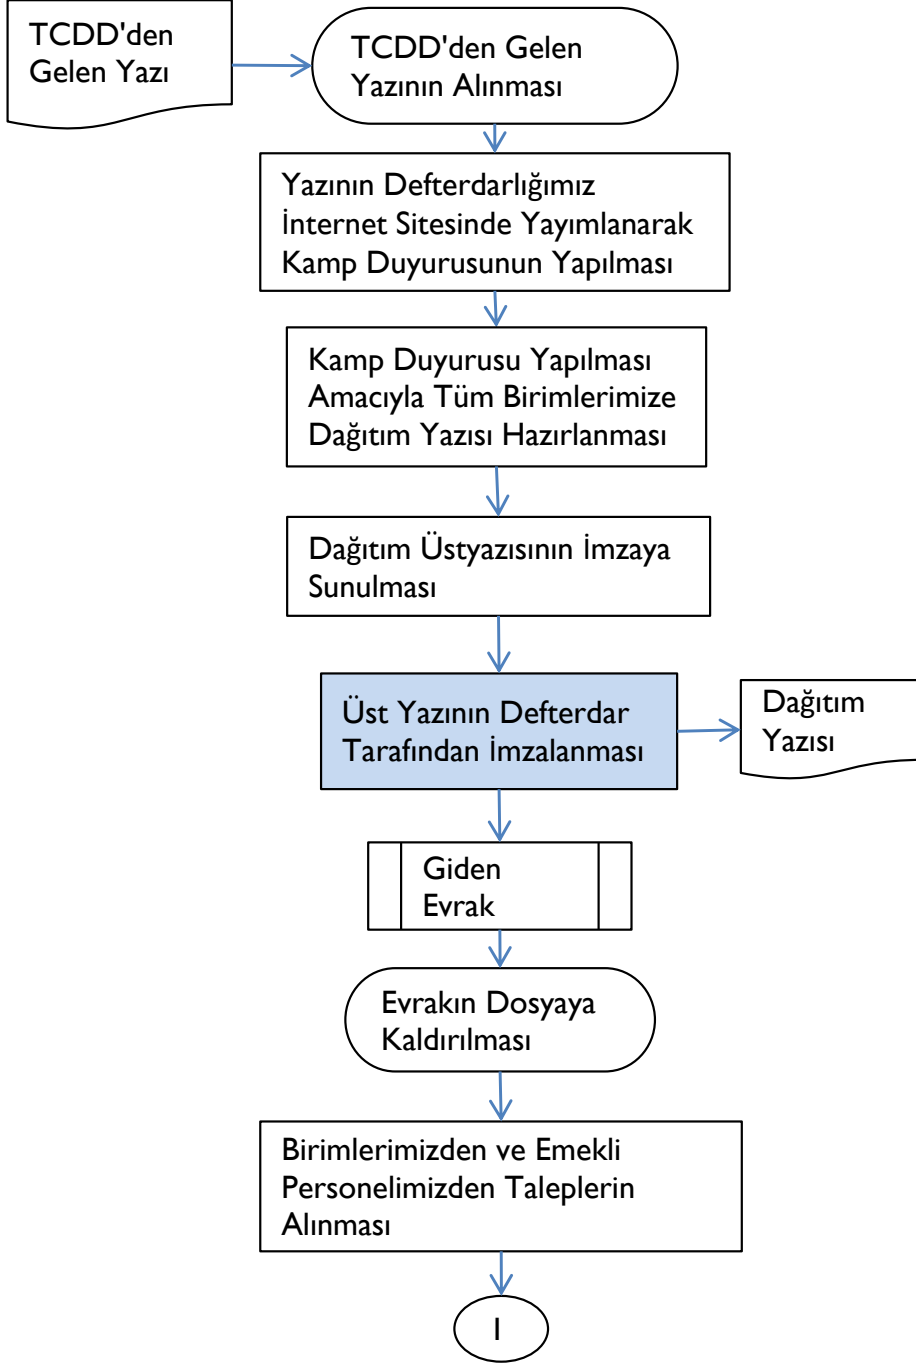 TCDD'den
Gelen Yazı
TCDD'den Gelen
Yazının Alınması
Yazının Defterdarlığımız
İnternet Sitesinde Yayımlanarak
Kamp Duyurusunun Yapılması
Kamp Duyurusu Yapılması
Amacıyla Tüm Birimlerimize
Dağıtım Yazısı Hazırlanması
Dağıtım Üstyazısının İmzaya
Sunulması
Üst Yazının Defterdar
Tarafından İmzalanması
Dağıtım
Yazısı
Giden
Evrak
Evrakın Dosyaya
Kaldırılması
Birimlerimizden ve Emekli
Personelimizden Taleplerin
Alınması
1